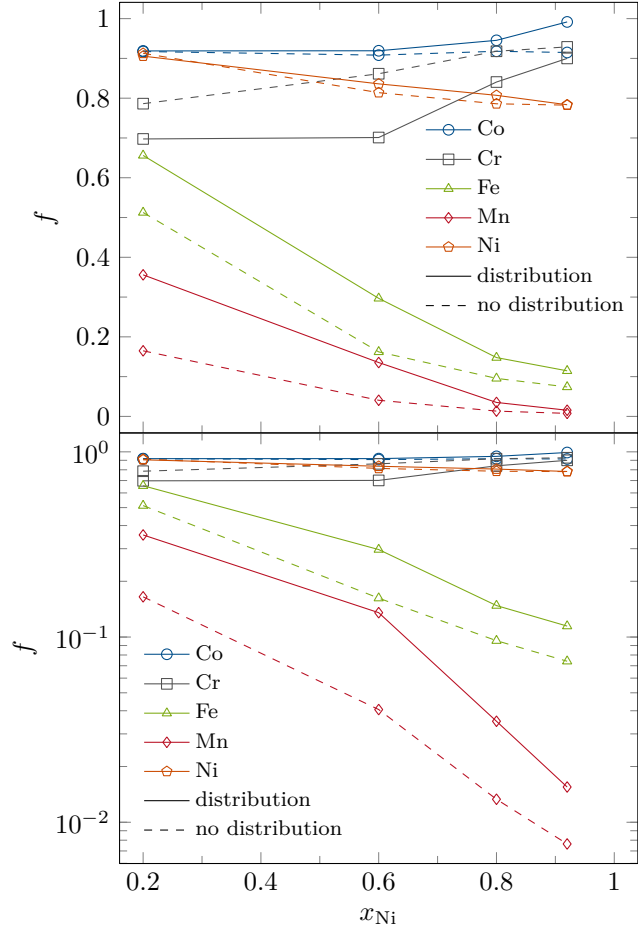 1
0.8
0.6
0.4
0.2
0
f
Co
Cr
Fe
Mn
Ni
distribution
no distribution
10^0
10^{-1}
10^{-2}
f
Co
Cr
Fe
Mn
Ni
distribution
no distribution
0.2 0.4 0.6 0.8 1
x_{Ni}